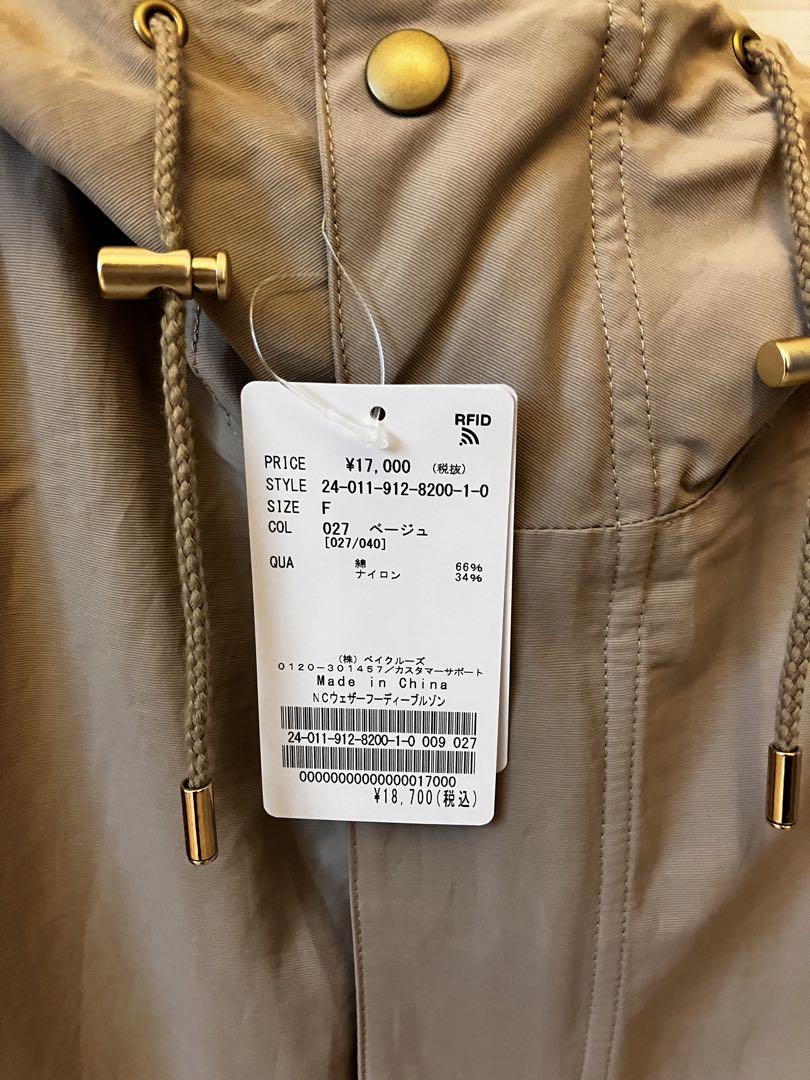 RFID
PRICE ¥17,000 (税抜)
STYLE 24-011-912-8200-1-0
SIZE F
COL 027 ベージュ
[027/040]
QUA 綿 66%
ナイロン 34%
(株)ベイクルーズ
0120-301457/カスタマーサポート
Made in China
NCウェザーフーディーブルゾン
24-011-912-8200-1-0 009 027
00000000000000017000
¥18,700(税込)